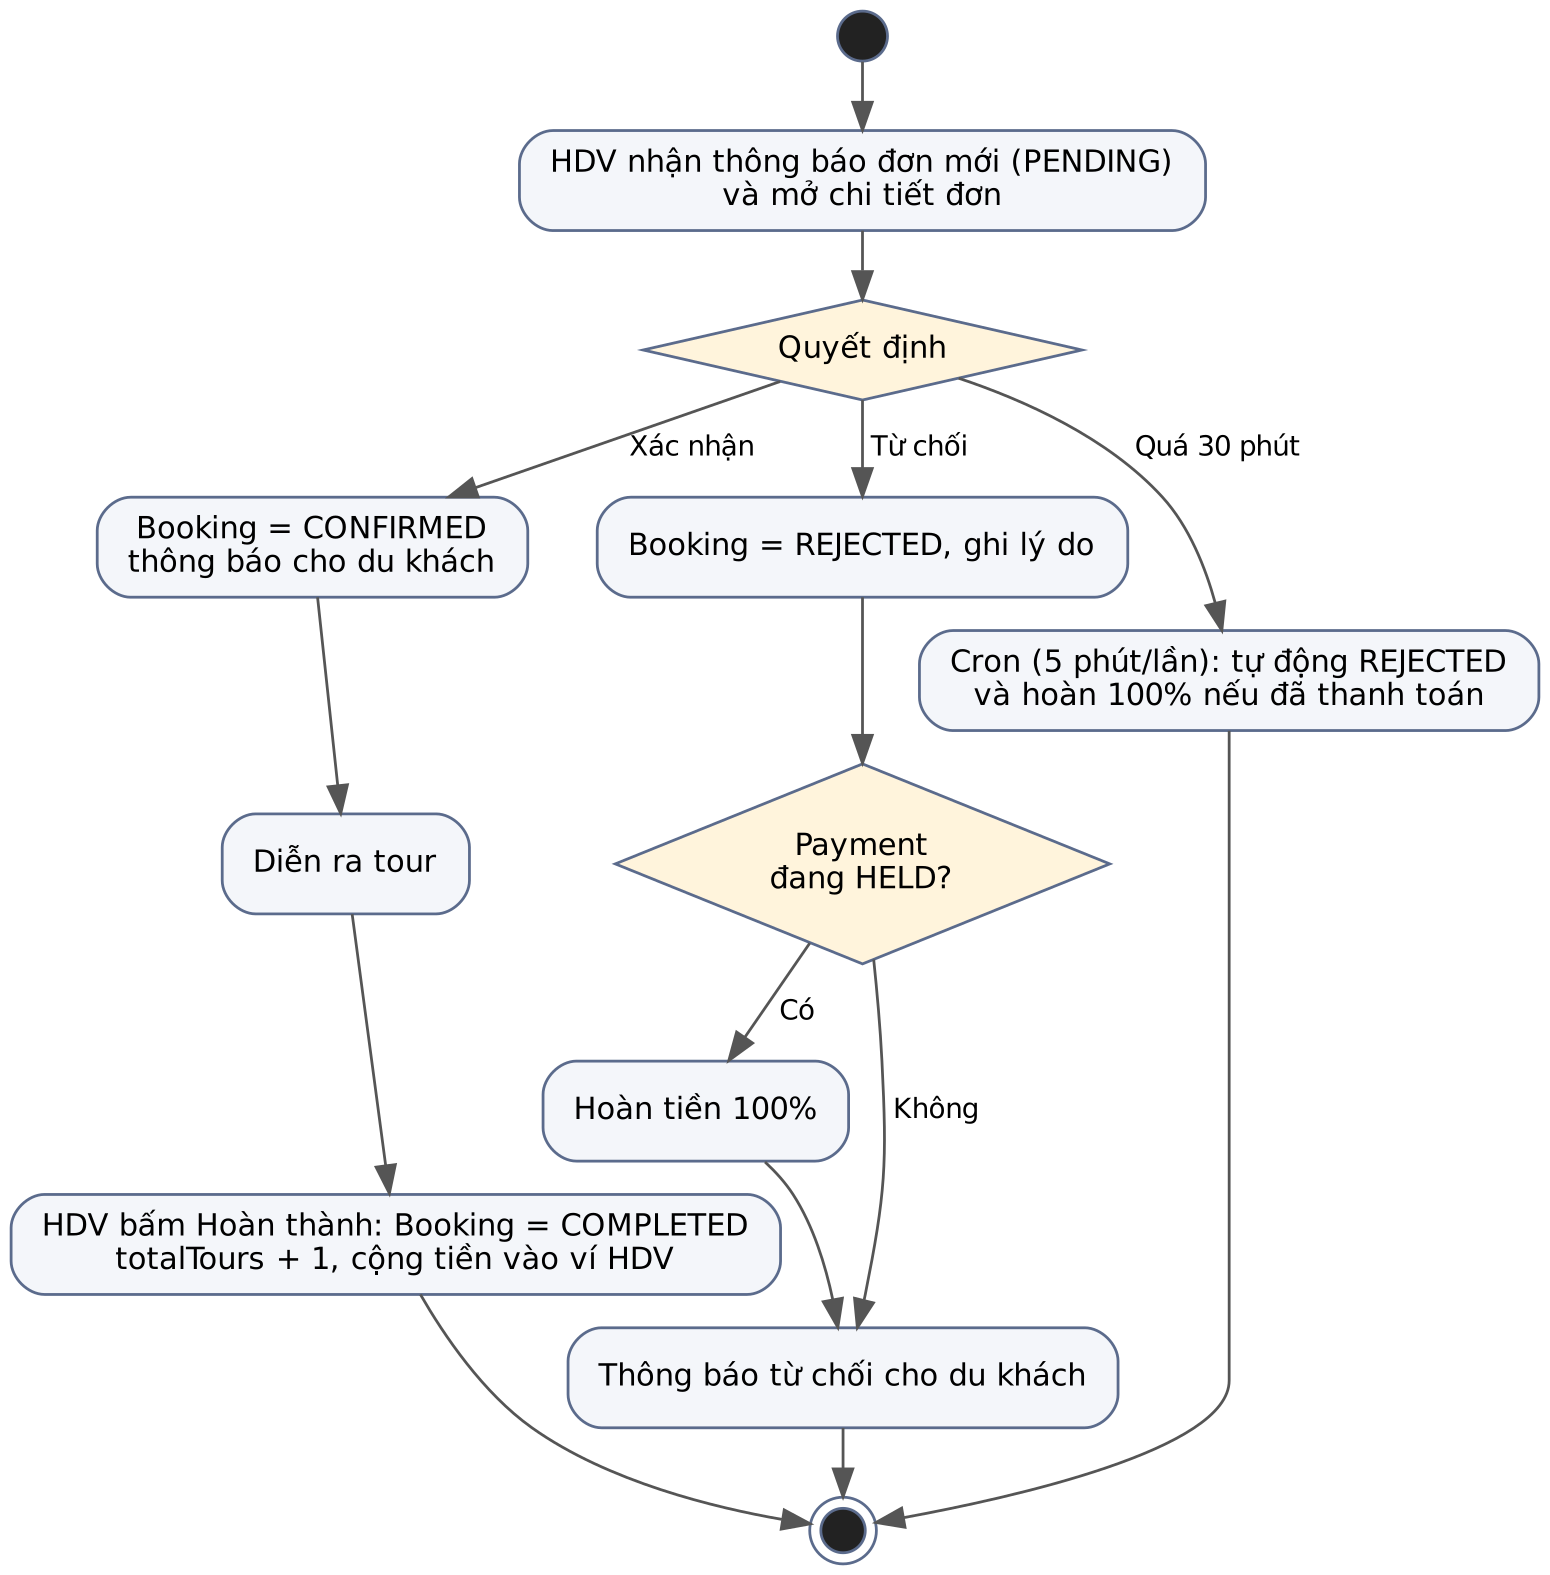 HDV nhận thông báo đơn mới (PENDING)
và mở chi tiết đơn
Quyết định
Xác nhận
Từ chối
Quá 30 phút
Booking = CONFIRMED
thông báo cho du khách
Booking = REJECTED, ghi lý do
Cron (5 phút/lần): tự động REJECTED
và hoàn 100% nếu đã thanh toán
Diễn ra tour
Payment
đang HELD?
Có
Hoàn tiền 100%
Không
HDV bấm Hoàn thành: Booking = COMPLETED
totalTours + 1, cộng tiền vào ví HDV
Thông báo từ chối cho du khách